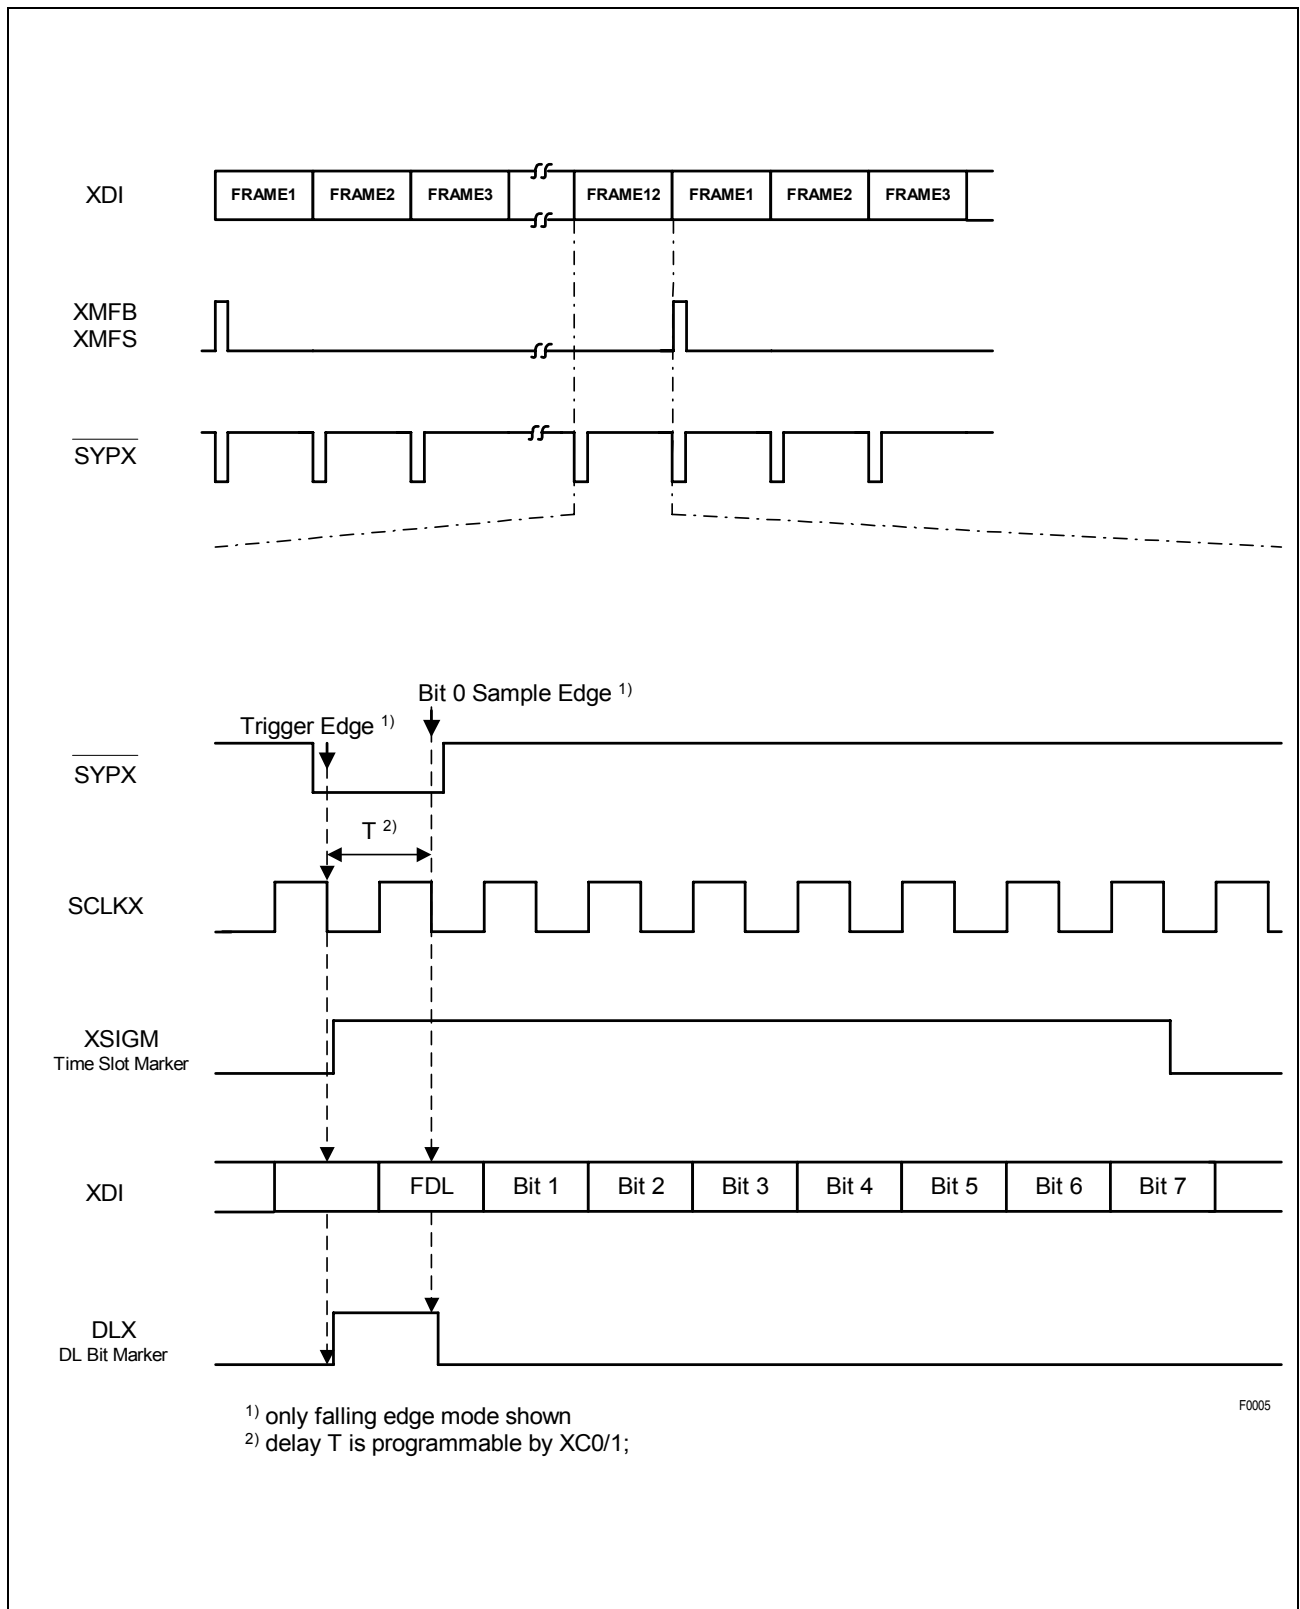 XDI
FRAME1 FRAME2 FRAME3 FRAME12 FRAME1 FRAME2 FRAME3
XMFB
XMFS
SYPX
Bit 0 Sample Edge 1)
Trigger Edge 1)
SYPX
T 2)
SCLKX
XSIGM
Time Slot Marker
XDI
FDL Bit 1 Bit 2 Bit 3 Bit 4 Bit 5 Bit 6 Bit 7
DLX
DL Bit Marker
1) only falling edge mode shown
2) delay T is programmable by XC0/1;
F0005